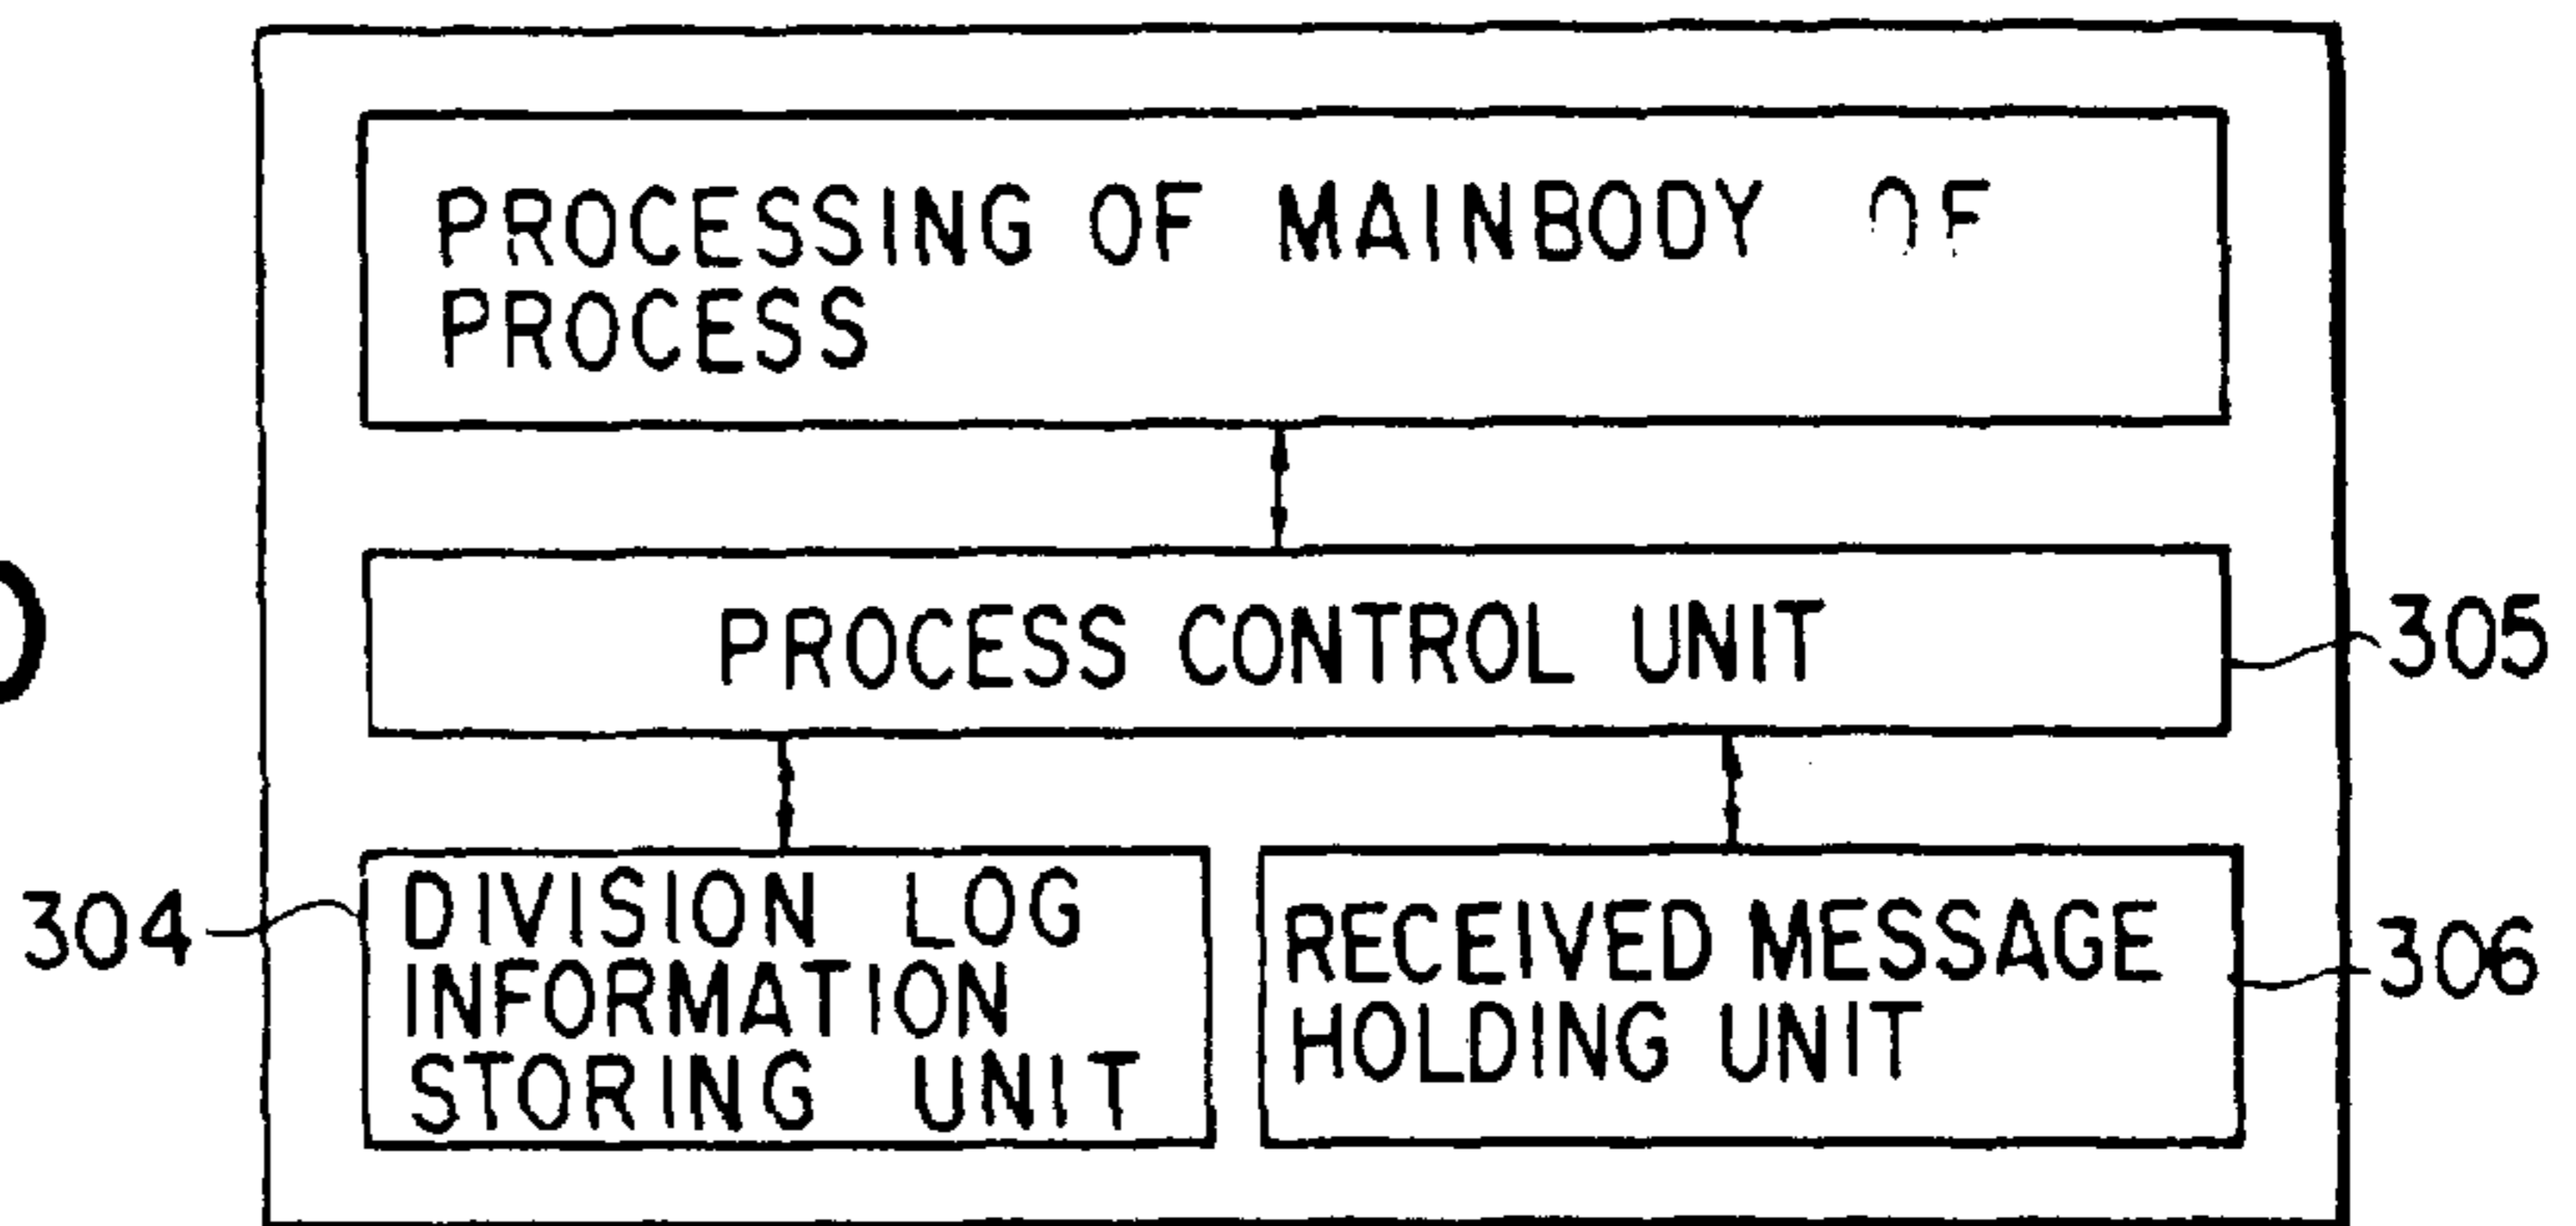 PROCESSING OF MAINBODY OF
PROCESS
PROCESS CONTROL UNIT
305
304
DIVISION LOG
INFORMATION
STORING UNIT
RECEIVED MESSAGE
HOLDING UNIT
306